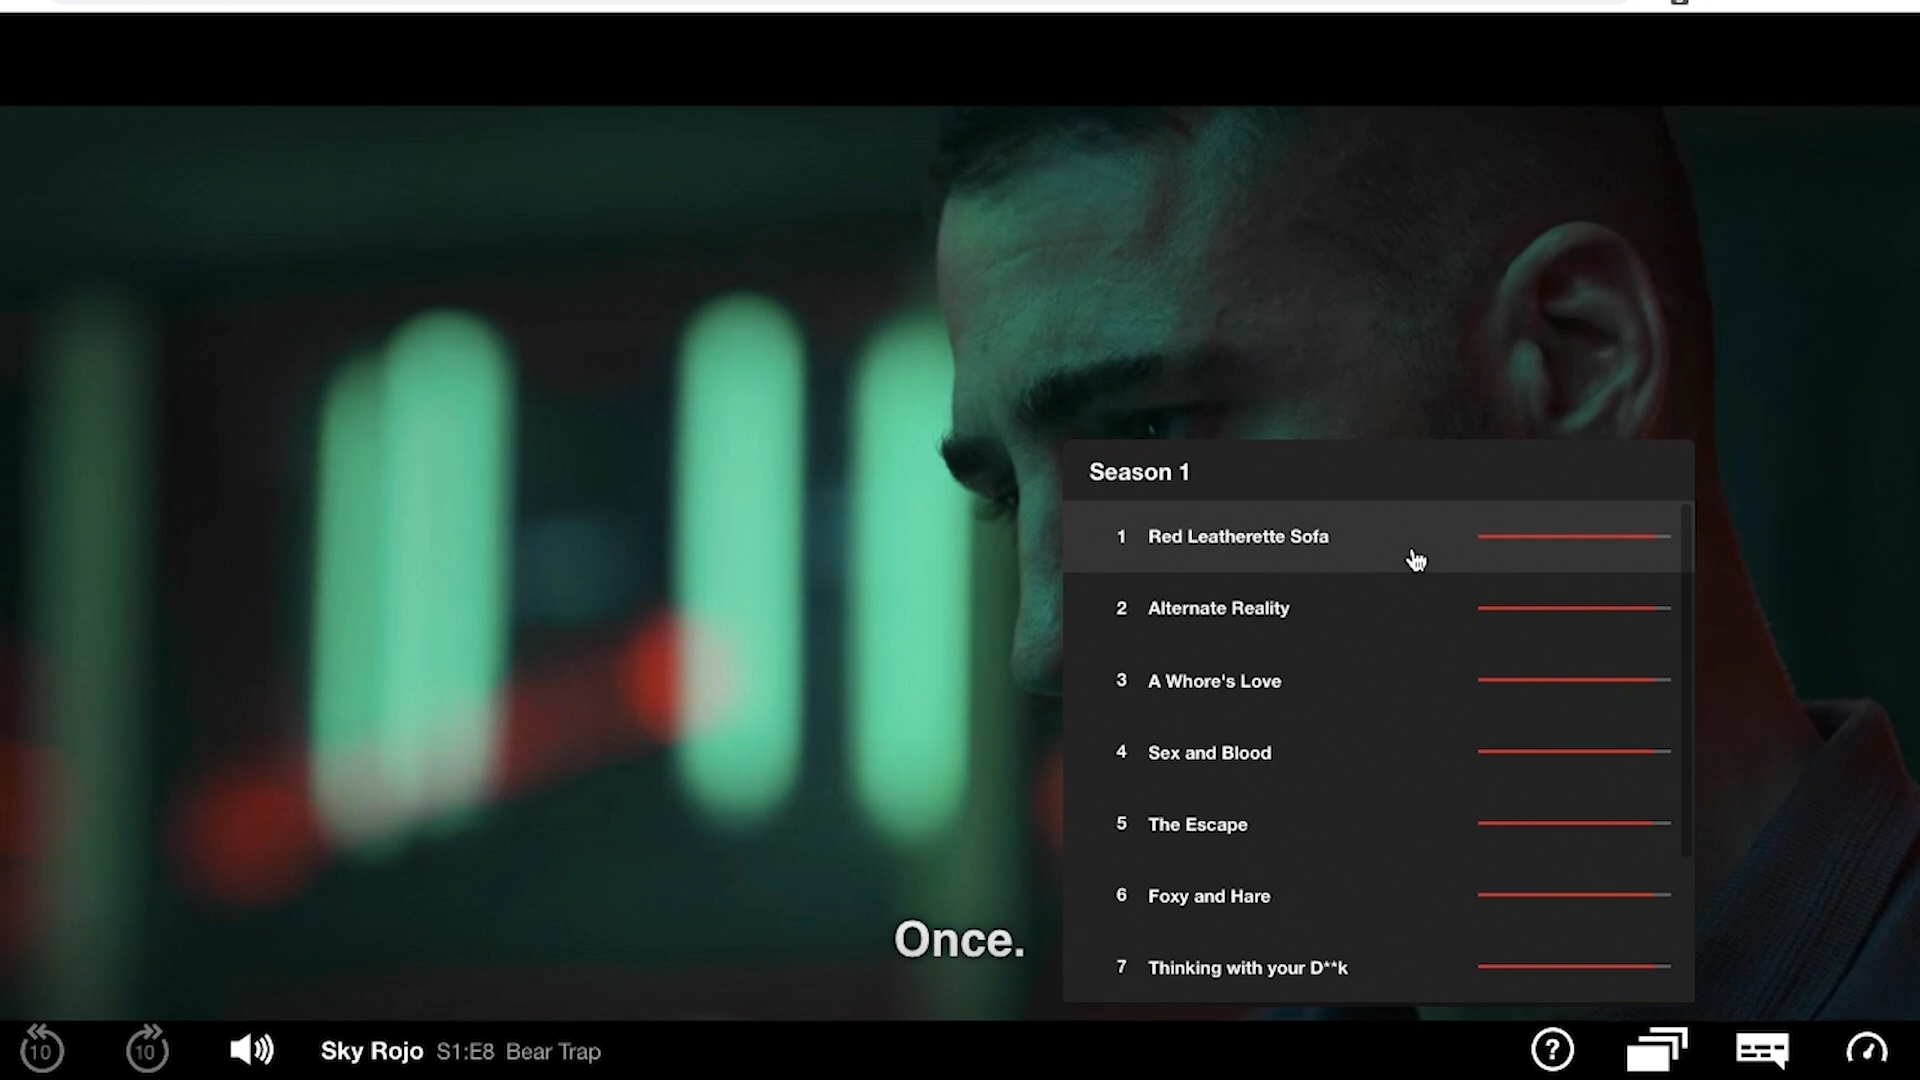 Season 1
1 Red Leatherette Sofa
2 Alternate Reality
3 A Whore's Love
4 Sex and Blood
5 The Escape
6 Foxy and Hare
7 Thinking with your D**k
Once.
10 10 Sky Rojo S1:E8 Bear Trap ?